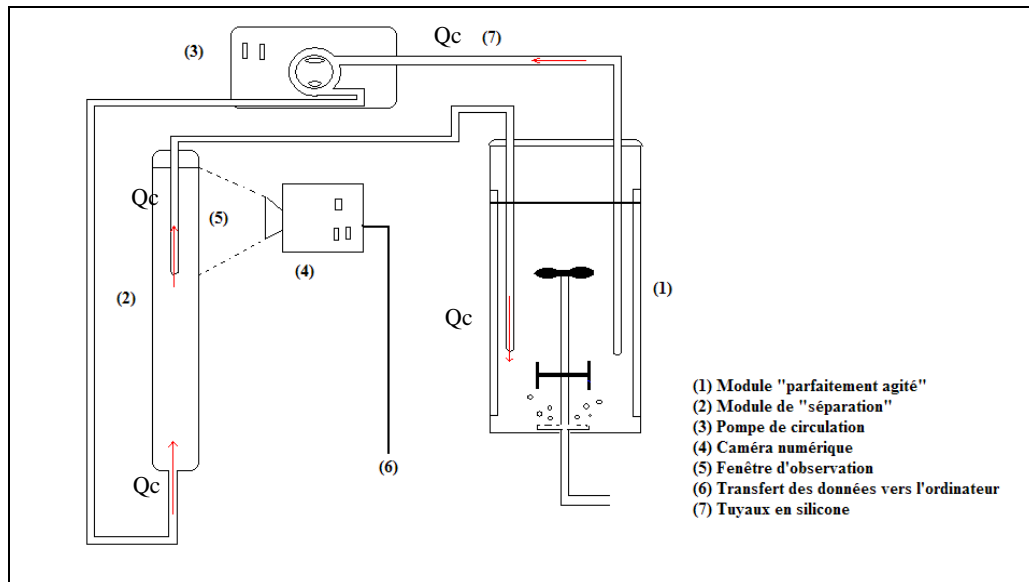 (3)
Qc
(7)
Qc
(5)
(4)
(2)
(1)
Qc
Qc
(6)
(1) Module "parfaitement agité"
(2) Module de "séparation"
(3) Pompe de circulation
(4) Caméra numérique
(5) Fenêtre d'observation
(6) Transfert des données vers l'ordinateur
(7) Tuyaux en silicone